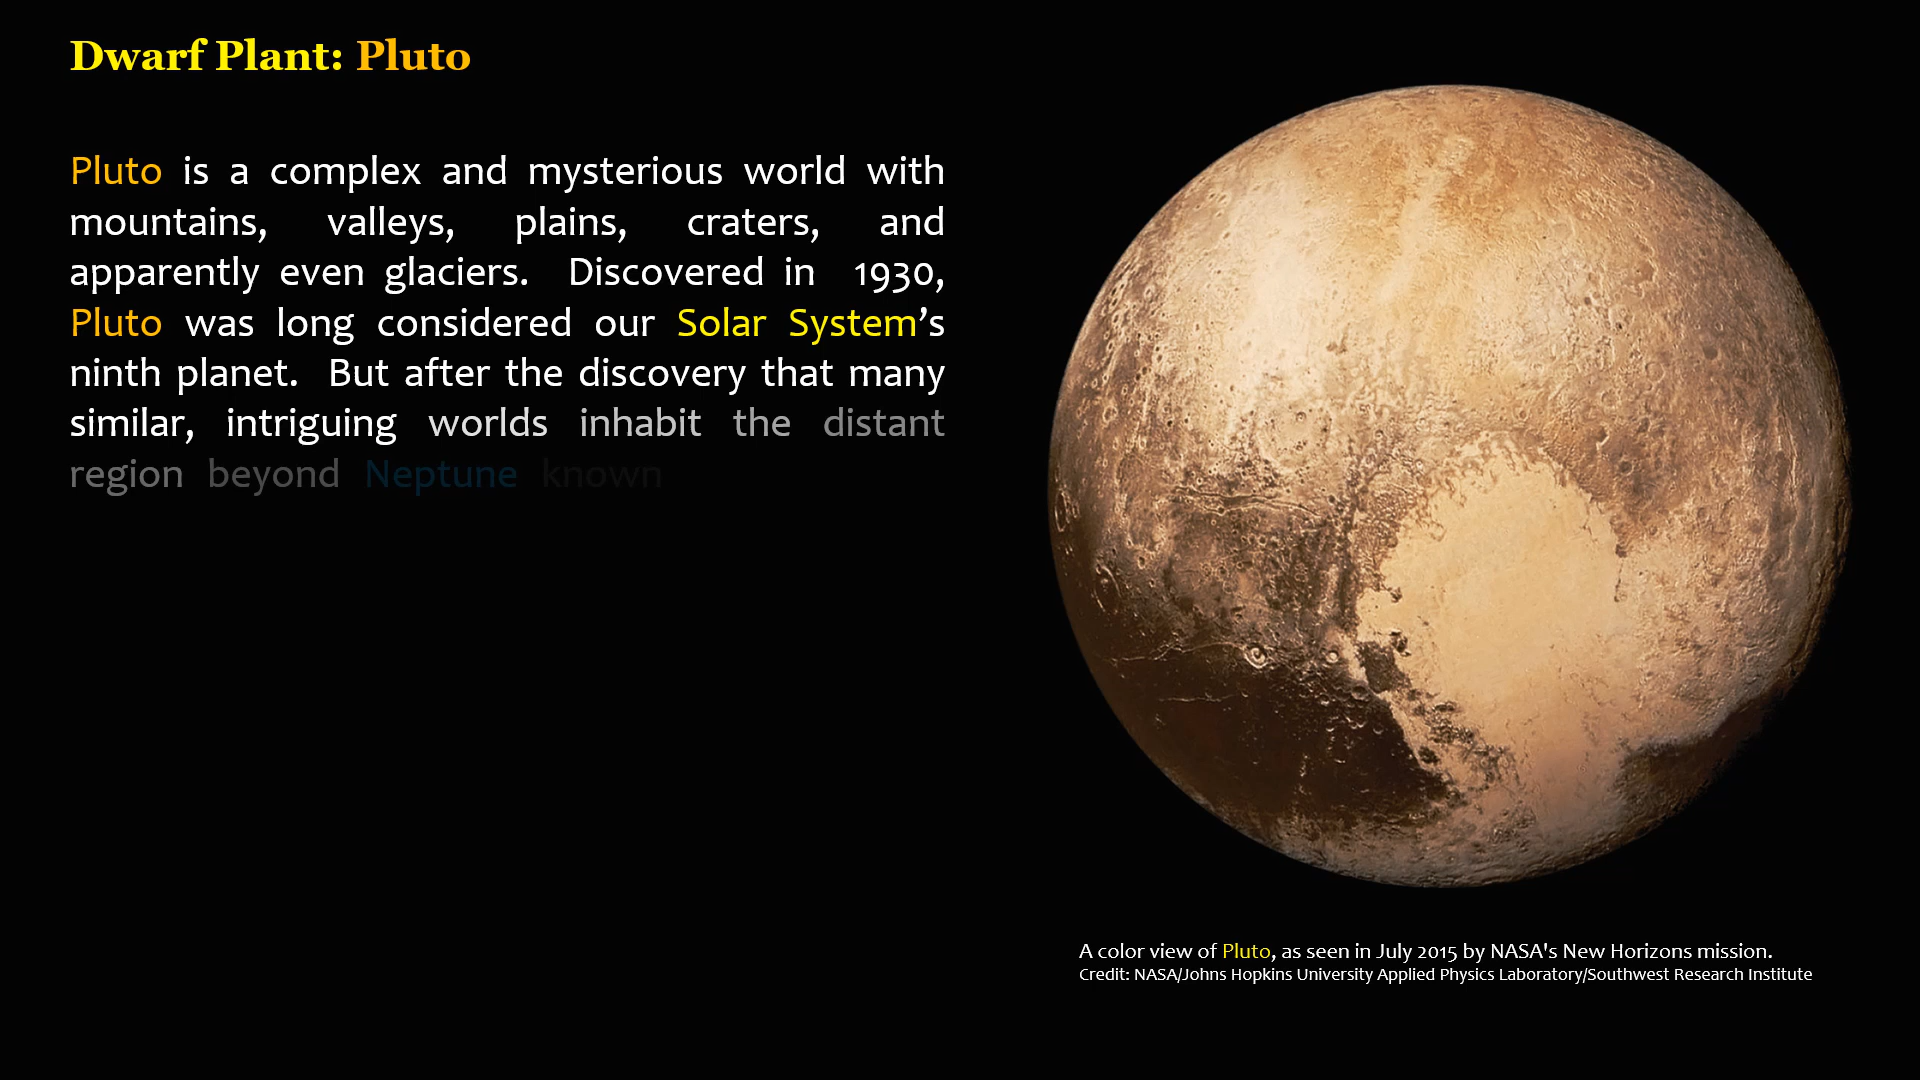 Dwarf Plant: Pluto
Pluto is a complex and mysterious world with
mountains, valleys, plains, craters, and
apparently even glaciers. Discovered in 1930,
Pluto was long considered our Solar System’s
ninth planet. But after the discovery that many
similar, intriguing worlds inhabit the distant
region beyond Neptune known
A color view of Pluto, as seen in July 2015 by NASA's New Horizons mission.
Credit: NASA/Johns Hopkins University Applied Physics Laboratory/Southwest Research Institute